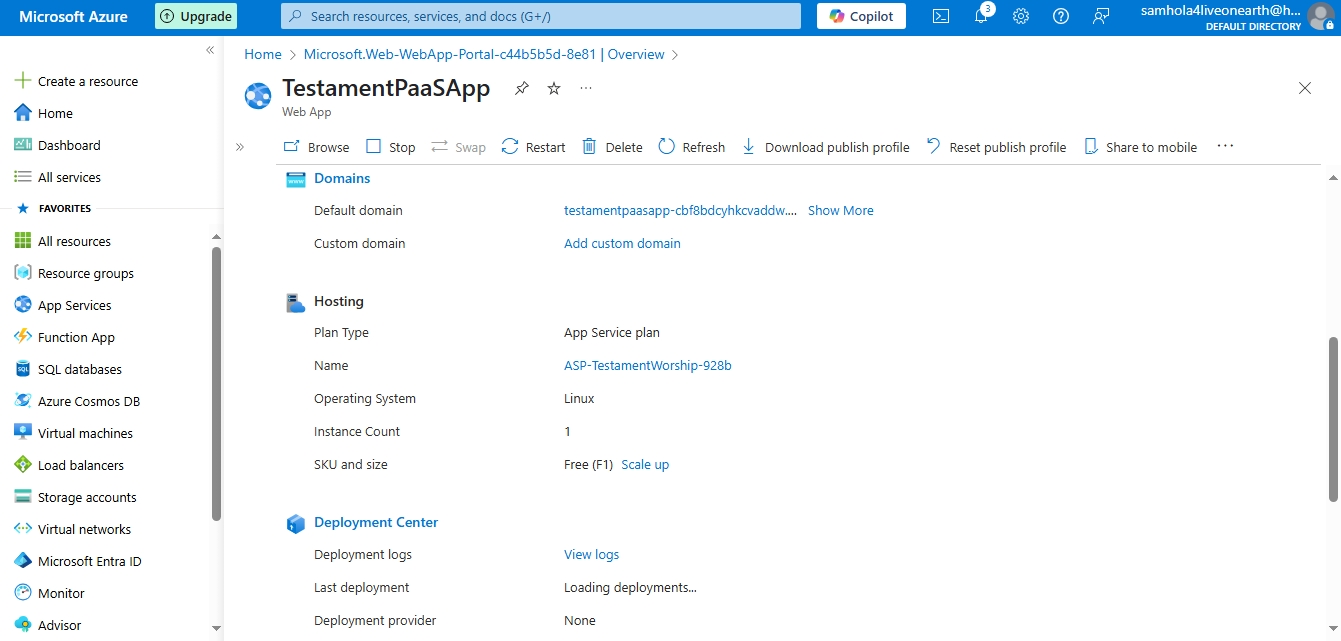 Microsoft Azure
Upgrade
Search resources, services, and docs (G+/)
Copilot
3
samhola4liveonearth@h...
DEFAULT DIRECTORY
Create a resource
Home
Dashboard
All services
FAVORITES
All resources
Resource groups
App Services
Function App
SQL databases
Azure Cosmos DB
Virtual machines
Load balancers
Storage accounts
Virtual networks
Microsoft Entra ID
Monitor
Advisor
Home > Microsoft.Web-WebApp-Portal-c44b5b5d-8e81 | Overview >
TestamentPaaSApp
Web App
Browse Stop Swap Restart Delete Refresh Download publish profile Reset publish profile Share to mobile
Domains
Default domain testamentpaasapp-cbf8bdcyhkcvaddw.... Show More
Custom domain Add custom domain
Hosting
Plan Type App Service plan
Name ASP-TestamentWorship-928b
Operating System Linux
Instance Count 1
SKU and size Free (F1) Scale up
Deployment Center
Deployment logs View logs
Last deployment Loading deployments...
Deployment provider None